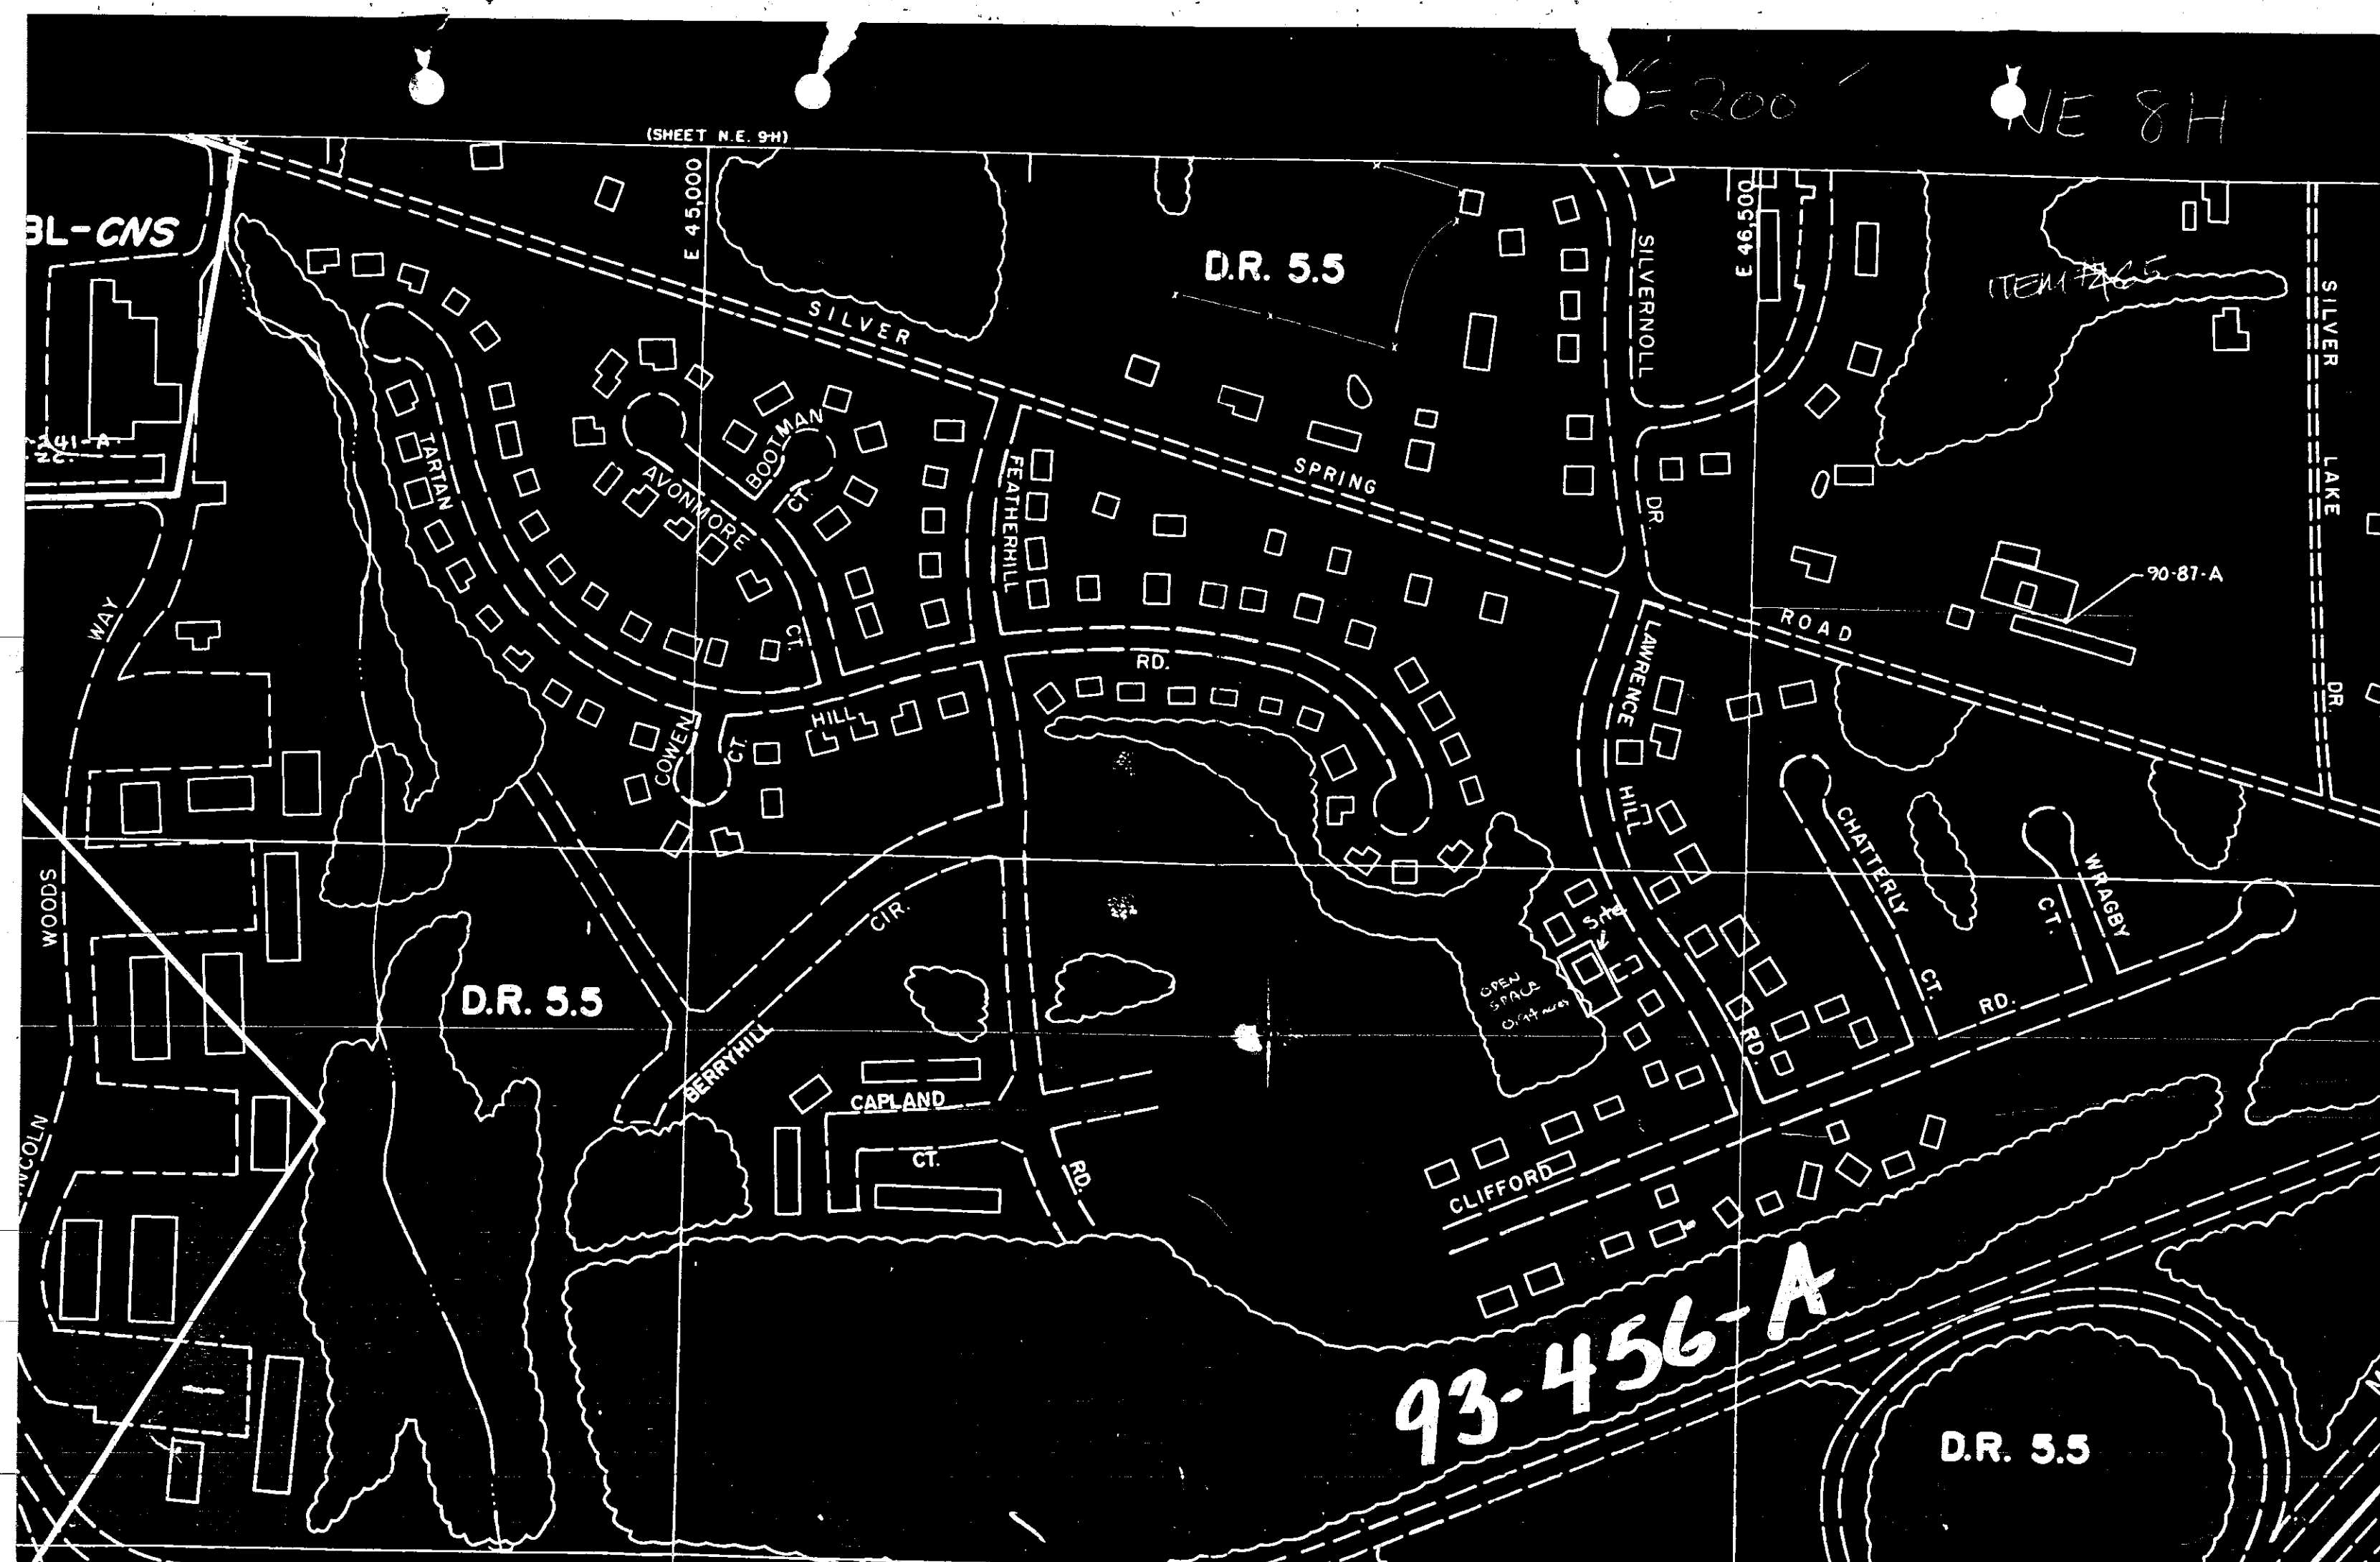 1" = 200'
NE 8H
(SHEET N.E. 9-H)
BL-CNS
E 45,000
D.R. 5.5
SILVERNOLL
DR.
E 46,500
ITEM #465
SILVER
LAKE
DR.
SILVER
SPRING
ROAD
241-A
TARTAN
AVONMORE
CT.
BOOTMAN
CT.
FEATHERHILL
RD.
90-87-A
WAY
WOODS
LINCOLN
HILL
COWEN
CT.
LAWRENCE
HILL
RD.
CHATTERLY
CT.
WRAGBY
CT.
RD.
Site
OPEN
SPACE
CIR.
BERRYHILL
D.R. 5.5
CAPLAND
CT.
RD.
CLIFFORD
93-456-A
D.R. 5.5